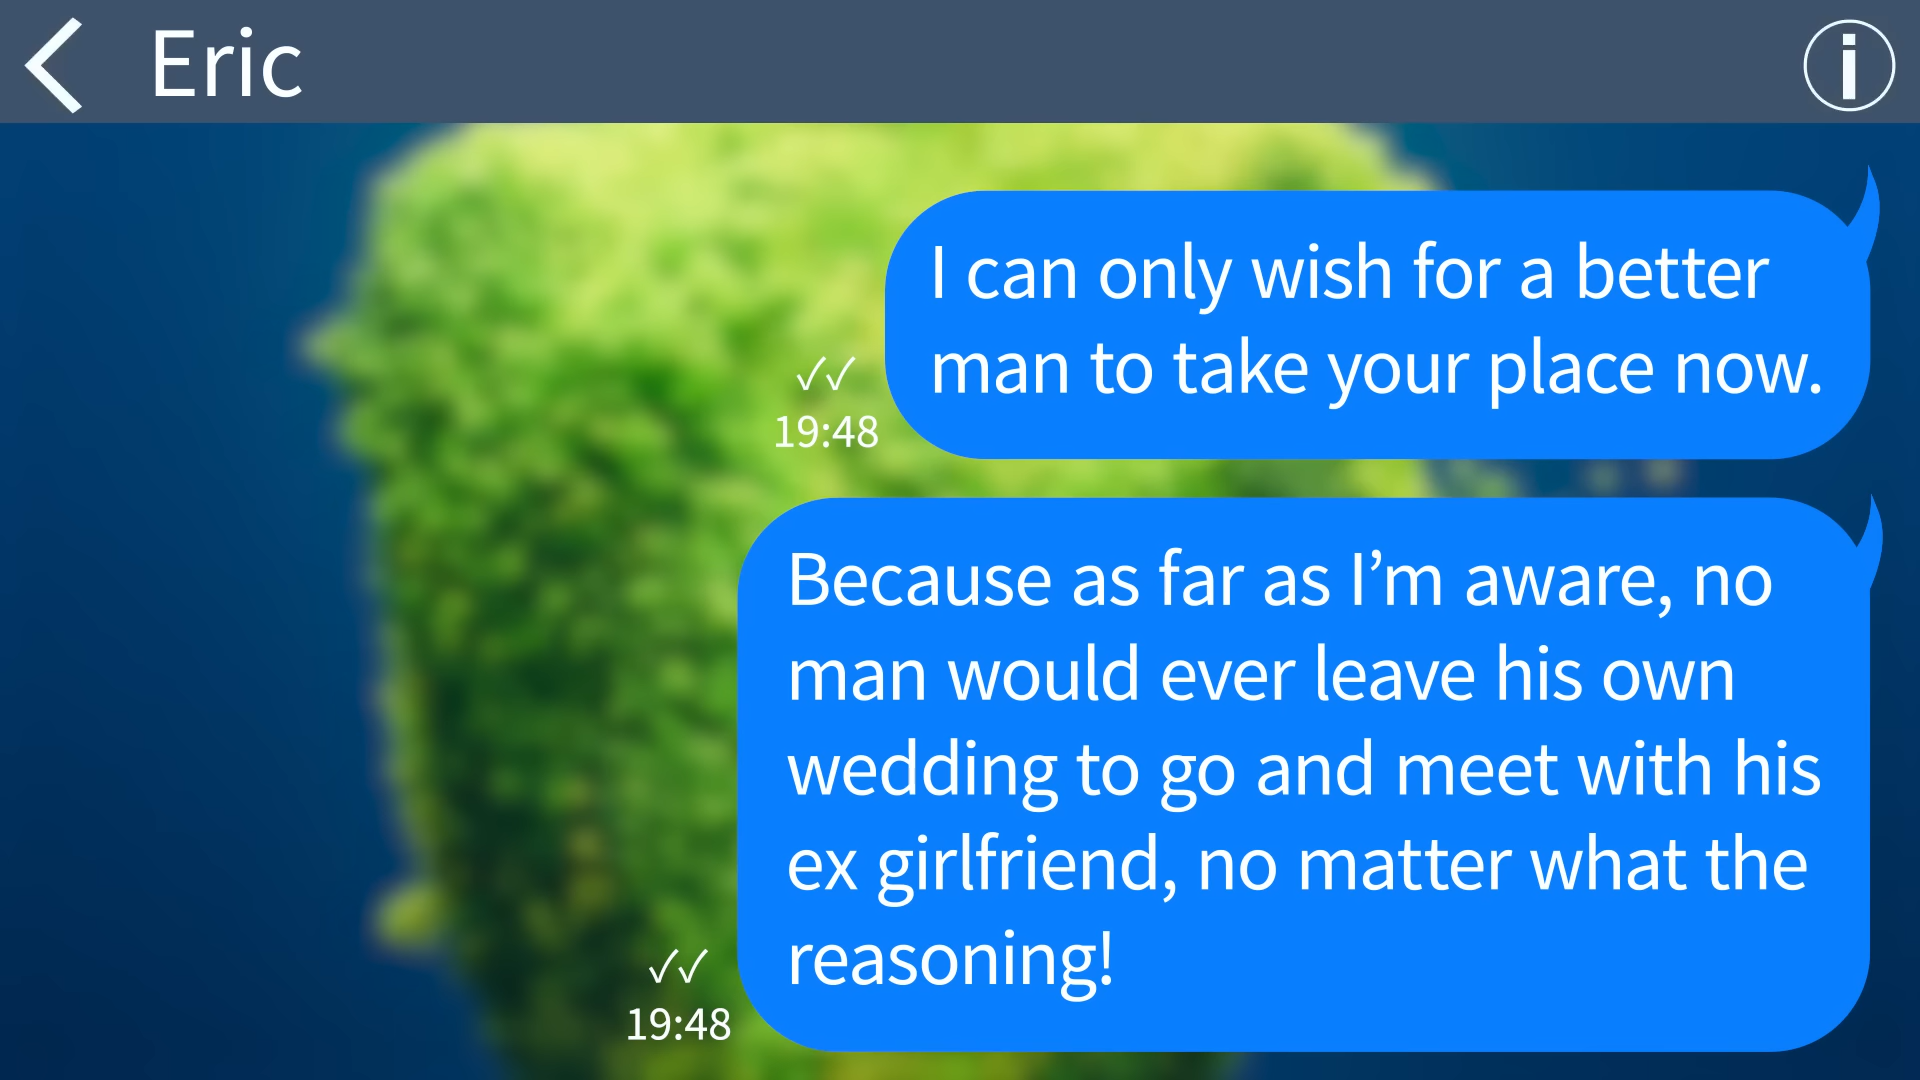 Eric
I can only wish for a better
man to take your place now.
19:48
Because as far as I’m aware, no
man would ever leave his own
wedding to go and meet with his
ex girlfriend, no matter what the
reasoning!
19:48